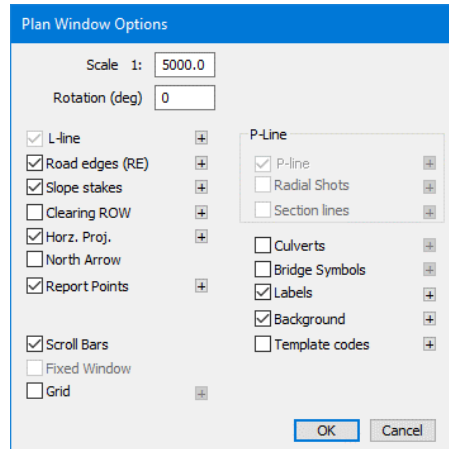 Plan Window Options
Scale 1: 5000.0
Rotation (deg) 0
L-line
Road edges (RE)
Slope stakes
Clearing ROW
Horz. Proj.
North Arrow
Report Points
Scroll Bars
Fixed Window
Grid
P-Line
P-line
Radial Shots
Section lines
Culverts
Bridge Symbols
Labels
Background
Template codes
OK Cancel